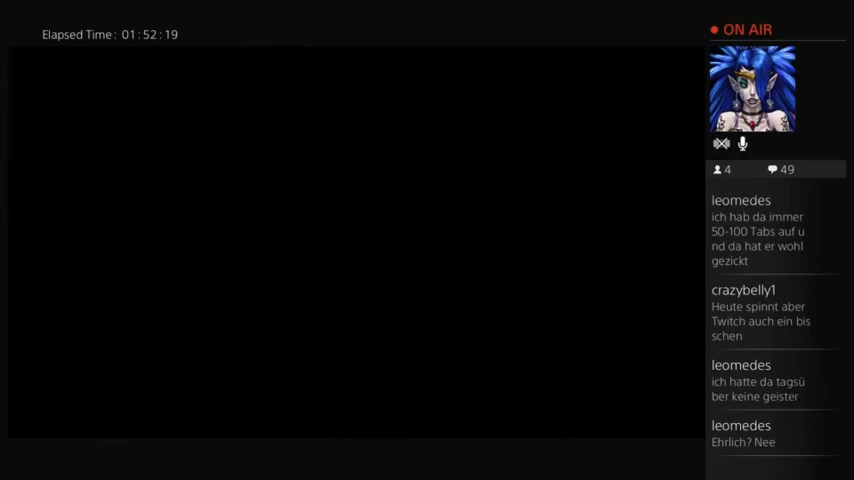 Elapsed Time: 01:52:19
ON AIR
4 49
leomedes
ich hab da immer
50-100 Tabs auf u
nd da hat er wohl
gezickt
crazybelly1
Heute spinnt aber
Twitch auch ein bis
schen
leomedes
ich hatte da tagsü
ber keine geister
leomedes
Ehrlich? Nee